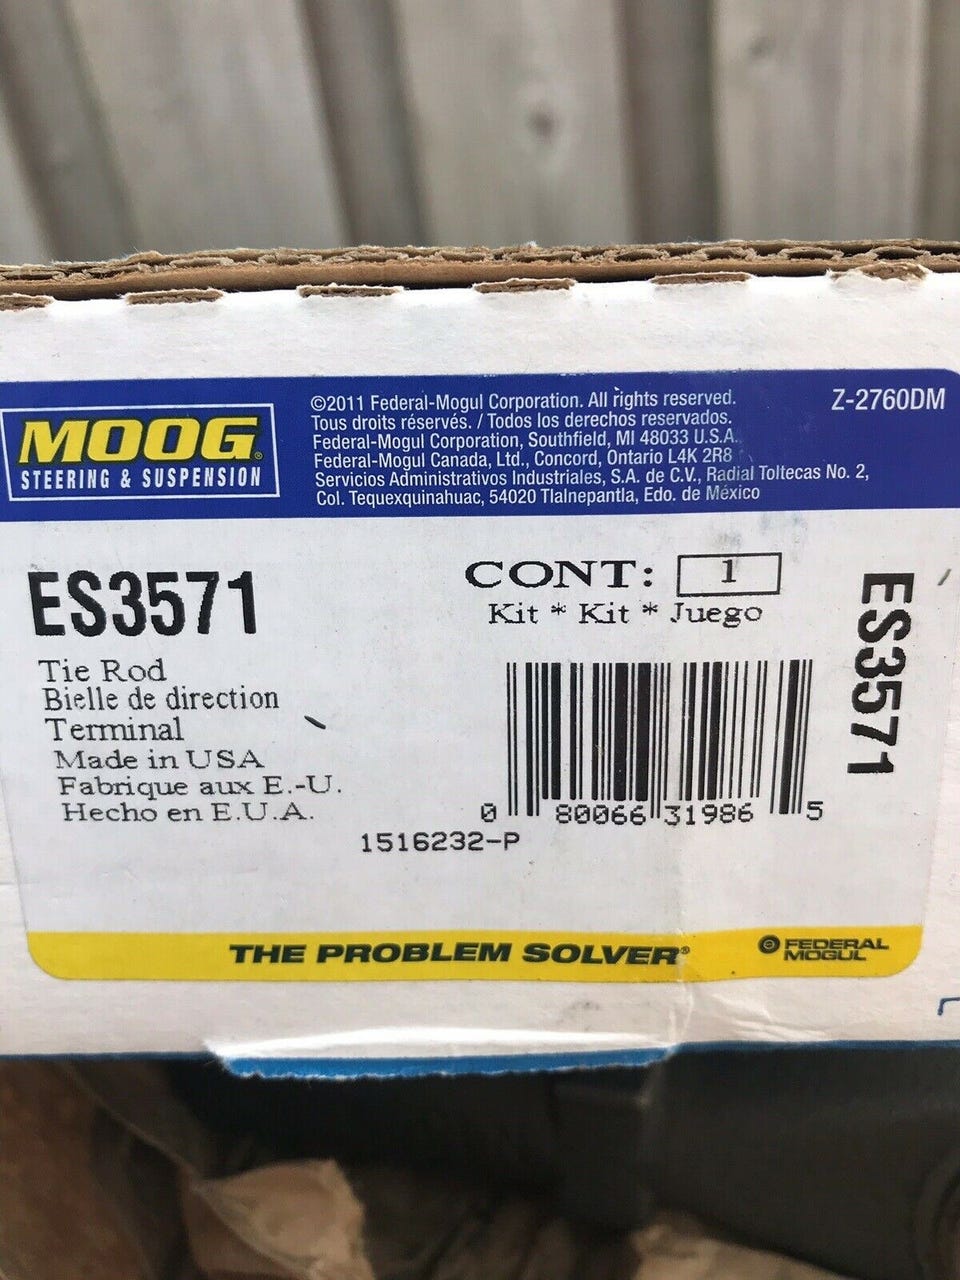 MOOG®
STEERING & SUSPENSION
©2011 Federal-Mogul Corporation. All rights reserved.
Tous droits réservés. / Todos los derechos reservados.
Federal-Mogul Corporation, Southfield, MI 48033 U.S.A.
Federal-Mogul Canada, Ltd., Concord, Ontario L4K 2R8
Servicios Administrativos Industriales, S.A. de C.V., Radial Toltecas No. 2,
Col. Tequexquinahuac, 54020 Tlalnepantla, Edo. de México
Z-2760DM
ES3571
Tie Rod
Bielle de direction
Terminal
Made in USA
Fabrique aux E.-U.
Hecho en E.U.A.
CONT: 1
Kit * Kit * Juego
0 80066 31986 5
1516232-P
ES3571
THE PROBLEM SOLVER®
FEDERAL
MOGUL